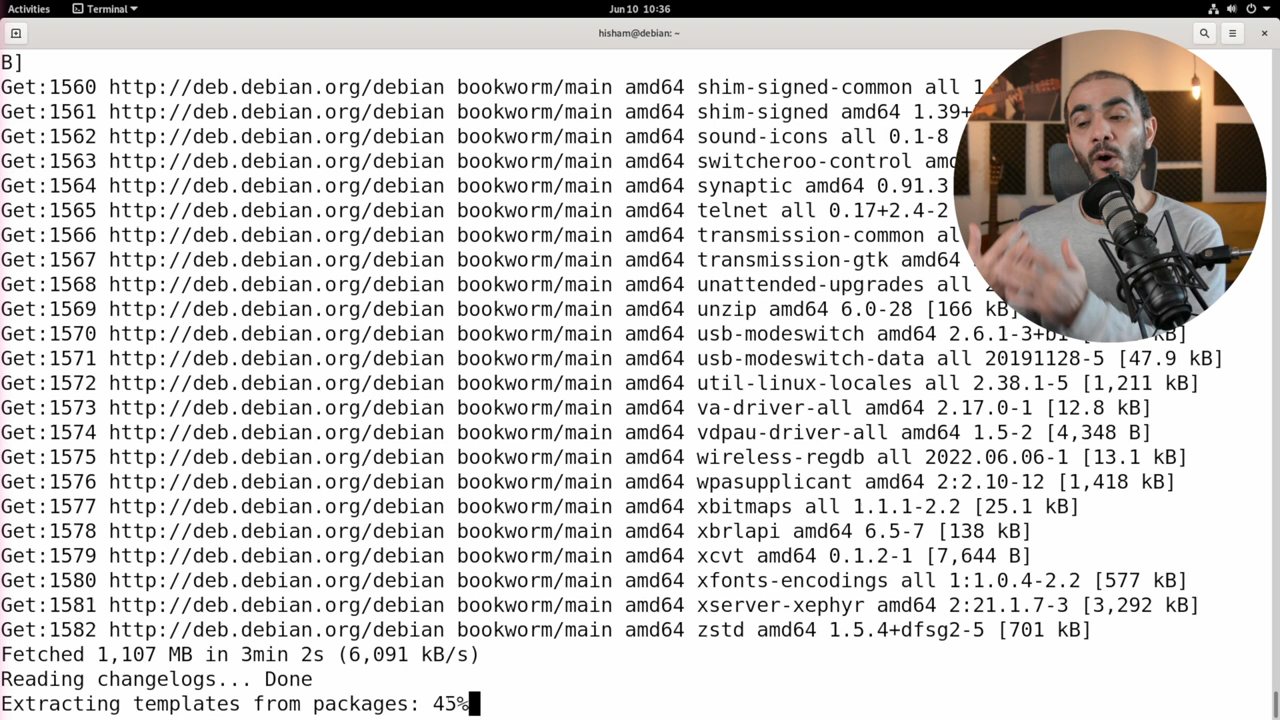 Activities Terminal Jun 10 10:36
hisham@debian: ~
B]
Get:1560 http://deb.debian.org/debian bookworm/main amd64 shim-signed-common all
Get:1561 http://deb.debian.org/debian bookworm/main amd64 shim-signed amd64
Get:1562 http://deb.debian.org/debian bookworm/main amd64 sound-icons all 0.1-8
Get:1563 http://deb.debian.org/debian bookworm/main amd64 switcheroo-control
Get:1564 http://deb.debian.org/debian bookworm/main amd64 synaptic amd64 0.91.3
Get:1565 http://deb.debian.org/debian bookworm/main amd64 telnet all 0.17+2.4-2
Get:1566 http://deb.debian.org/debian bookworm/main amd64 transmission-common
Get:1567 http://deb.debian.org/debian bookworm/main amd64 transmission-gtk amd64
Get:1568 http://deb.debian.org/debian bookworm/main amd64 unattended-upgrades all
Get:1569 http://deb.debian.org/debian bookworm/main amd64 unzip amd64 6.0-28 [166 kB]
Get:1570 http://deb.debian.org/debian bookworm/main amd64 usb-modeswitch amd64 kB]
Get:1571 http://deb.debian.org/debian bookworm/main amd64 usb-modeswitch-data all 20191128-5 [47.9 kB]
Get:1572 http://deb.debian.org/debian bookworm/main amd64 util-linux-locales all 2.38.1-5 [1,211 kB]
Get:1573 http://deb.debian.org/debian bookworm/main amd64 va-driver-all amd64 2.17.0-1 [12.8 kB]
Get:1574 http://deb.debian.org/debian bookworm/main amd64 vdpau-driver-all amd64 1.5-2 [4,348 B]
Get:1575 http://deb.debian.org/debian bookworm/main amd64 wireless-regdb all 2022.06.06-1 [13.1 kB]
Get:1576 http://deb.debian.org/debian bookworm/main amd64 wpasupplicant amd64 2:2.10-12 [1,418 kB]
Get:1577 http://deb.debian.org/debian bookworm/main amd64 xbitmaps all 1.1.1-2.2 [25.1 kB]
Get:1578 http://deb.debian.org/debian bookworm/main amd64 xbrlapi amd64 6.5-7 [138 kB]
Get:1579 http://deb.debian.org/debian bookworm/main amd64 xcvt amd64 0.1.2-1 [7,644 B]
Get:1580 http://deb.debian.org/debian bookworm/main amd64 xfonts-encodings all 1:1.0.4-2.2 [577 kB]
Get:1581 http://deb.debian.org/debian bookworm/main amd64 xserver-xephyr amd64 2:21.1.7-3 [3,292 kB]
Get:1582 http://deb.debian.org/debian bookworm/main amd64 zstd amd64 1.5.4+dfsg2-5 [701 kB]
Fetched 1,107 MB in 3min 2s (6,091 kB/s)
Reading changelogs... Done
Extracting templates from packages: 45%